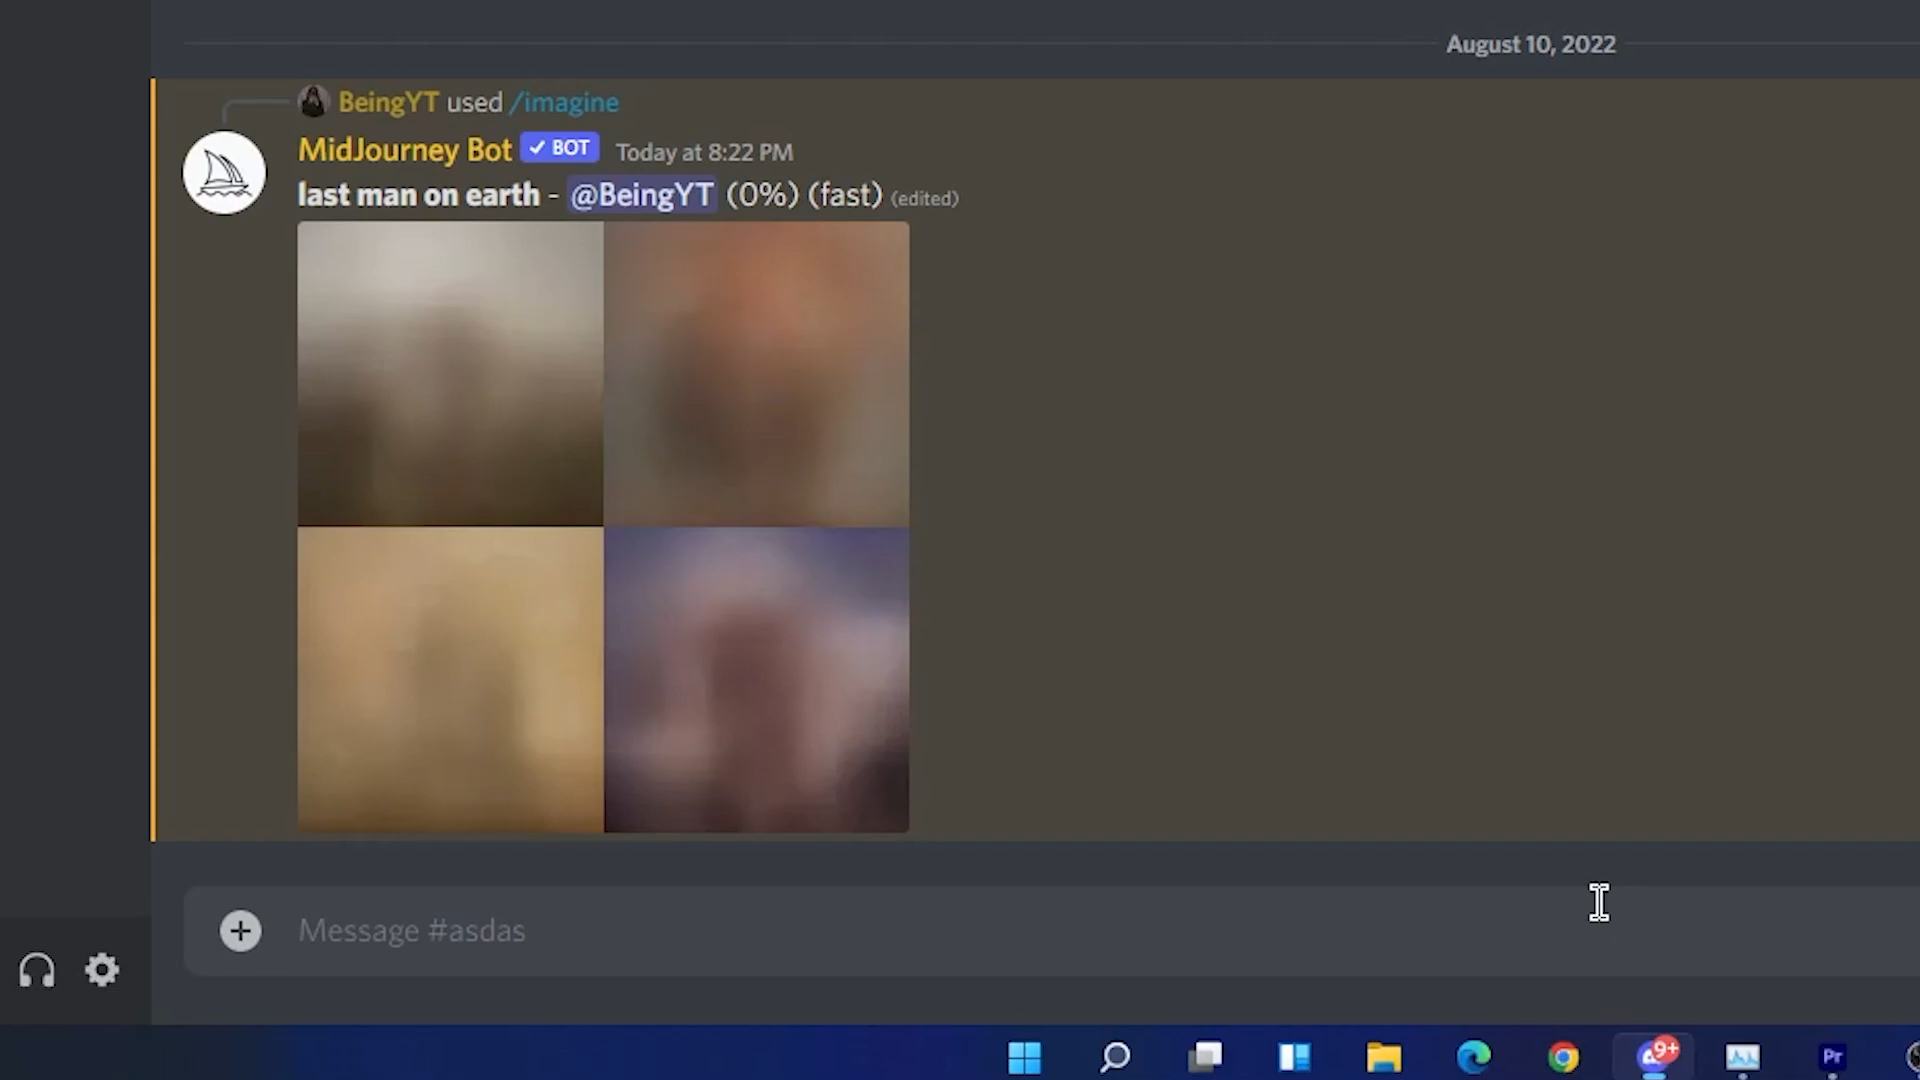 August 10, 2022
BeingYT used /imagine
MidJourney Bot ✓ BOT Today at 8:22 PM
last man on earth - @BeingYT (0%) (fast) (edited)
Message #asdas
9+
Pr